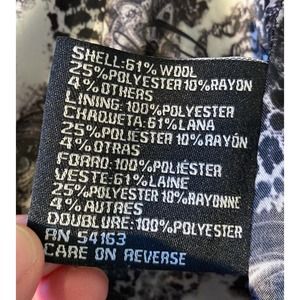 SHELL:61%WOOL
25%POLYESTER 10%RAYON
4%OTHERS
LINING:100%POLYESTER
CHAQUETA:61%LANA
25%POLIÉSTER 10%RAYÓN
4%OTRAS
FORRO:100%POLIÉSTER
VESTE:61%LAINE
25%POLYESTER 10%RAYONNE
4%AUTRES
DOUBLURE:100%POLYESTER
RN 54163
CARE ON REVERSE